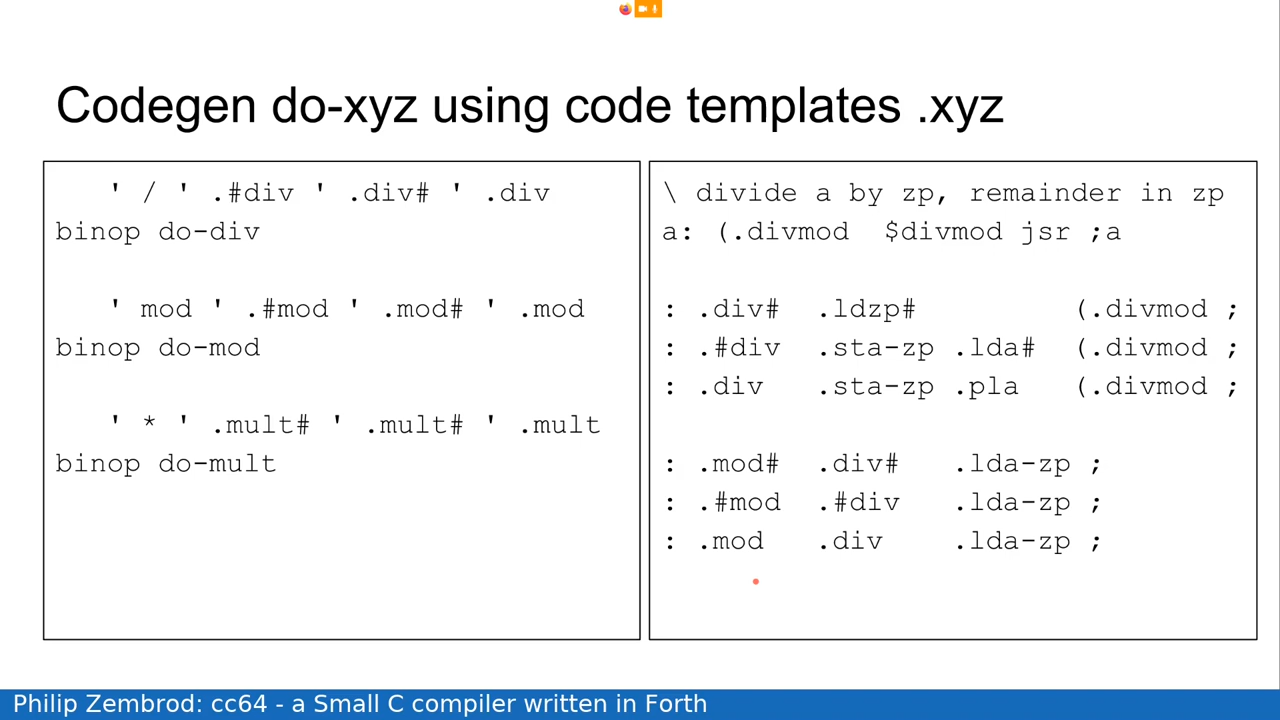 Codegen do-xyz using code templates .xyz
' / ' .#div ' .div# ' .div
binop do-div
' mod ' .#mod ' .mod# ' .mod
binop do-mod
' * ' .mult# ' .mult# ' .mult
binop do-mult
\ divide a by zp, remainder in zp
a: (.divmod $divmod jsr ;a
: .div# .ldzp# (.divmod ;
: .#div .sta-zp .lda# (.divmod ;
: .div .sta-zp .pla (.divmod ;
: .mod# .div# .lda-zp ;
: .#mod .#div .lda-zp ;
: .mod .div .lda-zp ;
Philip Zembrod: cc64 - a Small C compiler written in Forth